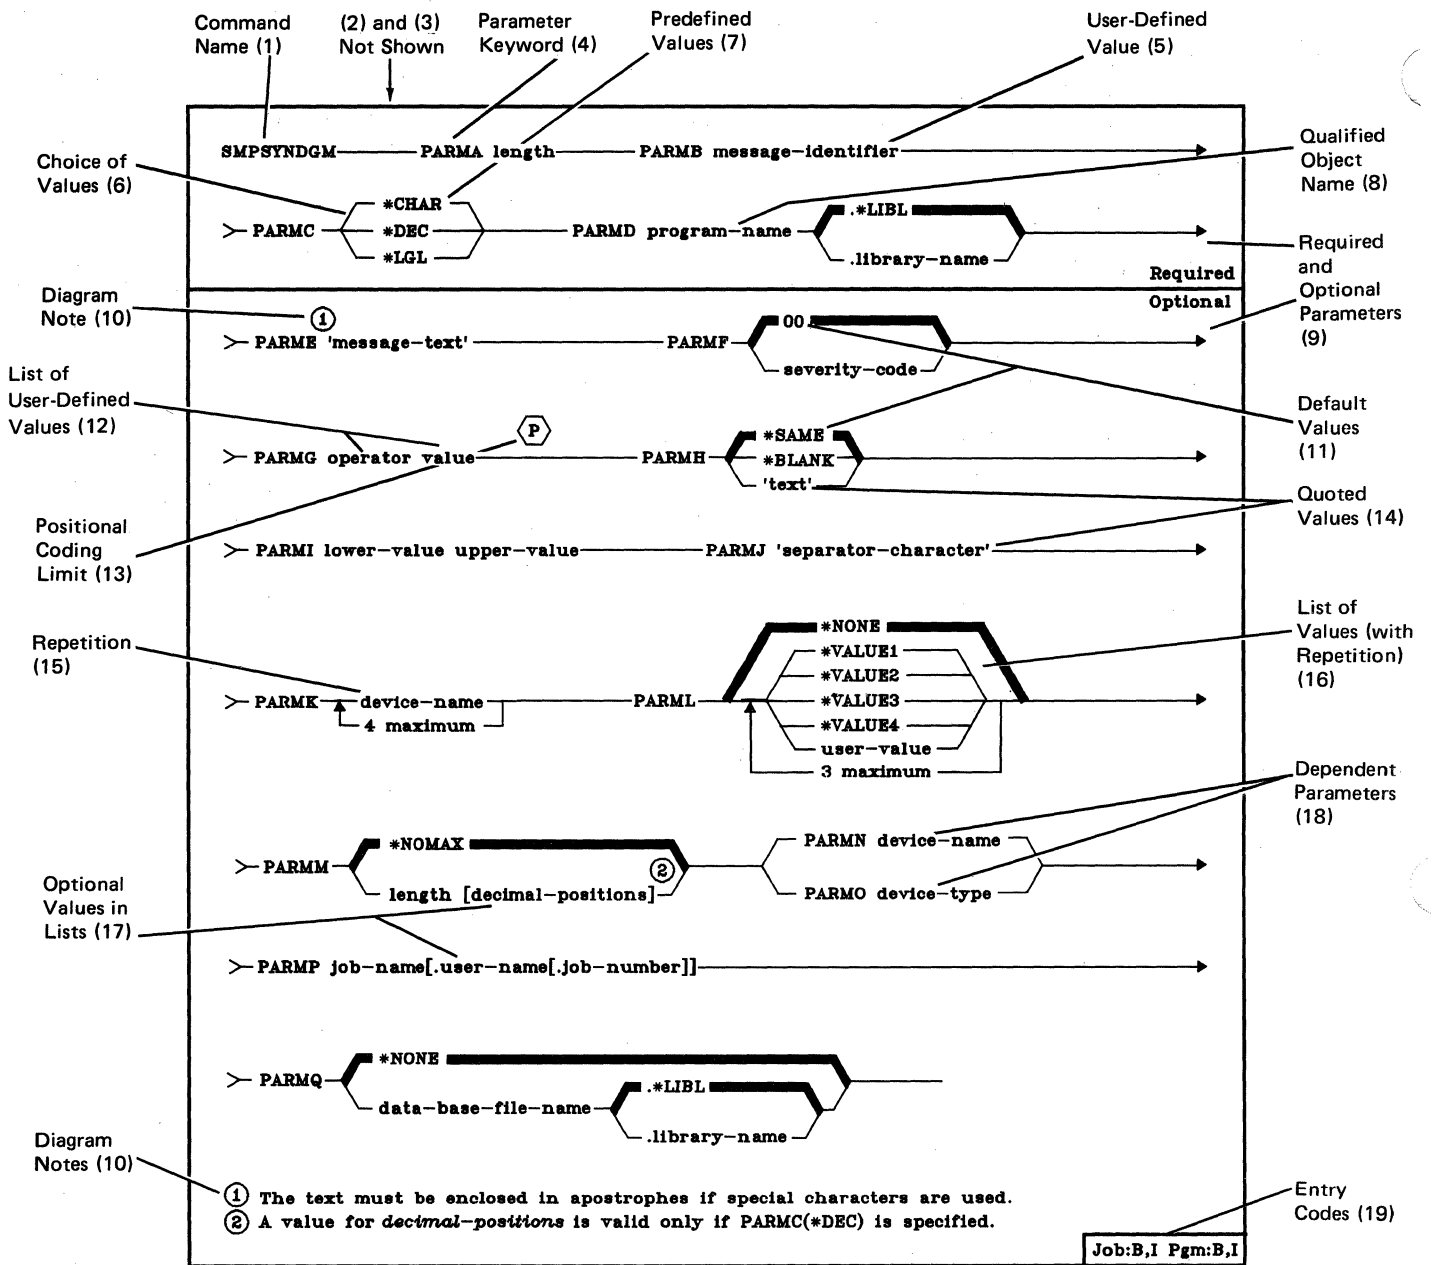 Command
Name (1)
(2) and (3)
Not Shown
Parameter
Keyword (4)
Predefined
Values (7)
User-Defined
Value (5)
SMPSYNDGM PARMA length PARMB message-identifier
Choice of
Values (6)
Qualified
Object
Name (8)
PARMC *CHAR
*DEC
*LGL
PARMD program-name .*LIBL
.library-name
Required
and
Optional
Parameters
(9)
Required
Optional
Diagram
Note (10)
1
PARME 'message-text' PARMF 00
severity-code
List of
User-Defined
Values (12)
Default
Values
(11)
P
PARMG operator value PARMH *SAME
*BLANK
'text'
Quoted
Values (14)
Positional
Coding
Limit (13)
PARMI lower-value upper-value PARMJ 'separator-character'
Repetition
(15)
List of
Values (with
Repetition)
(16)
PARMK device-name
4 maximum
PARML *NONE
*VALUE1
*VALUE2
*VALUE3
*VALUE4
user-value
3 maximum
Dependent
Parameters
(18)
PARMM *NOMAX
length [decimal-positions] 2
PARMN device-name
PARMO device-type
Optional
Values in
Lists (17)
PARMP job-name[.user-name[.job-number]]
PARMQ *NONE
data-base-file-name .*LIBL
.library-name
Diagram
Notes (10)
1 The text must be enclosed in apostrophes if special characters are used.
2 A value for decimal-positions is valid only if PARMC(*DEC) is specified.
Entry
Codes (19)
Job:B,I Pgm:B,I